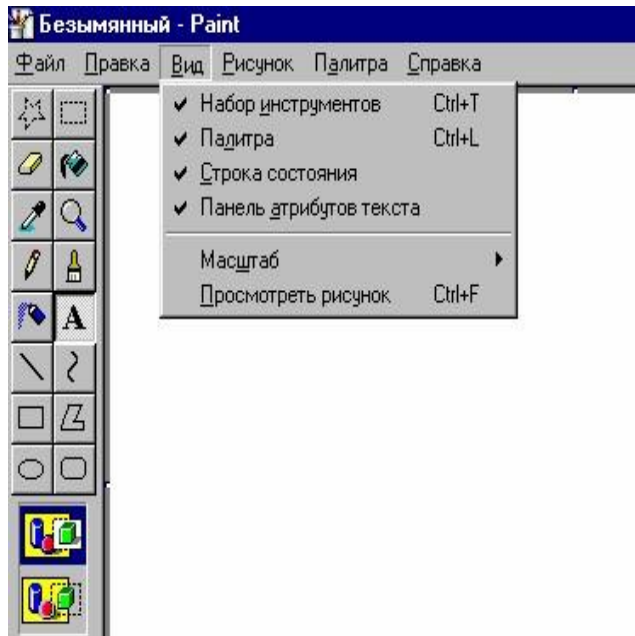 Безымянный - Paint
Файл Правка Вид Рисунок Палитра Справка
Набор инструментов Ctrl+T
Палитра Ctrl+L
Строка состояния
Панель атрибутов текста
Масштаб
Просмотреть рисунок Ctrl+F
A